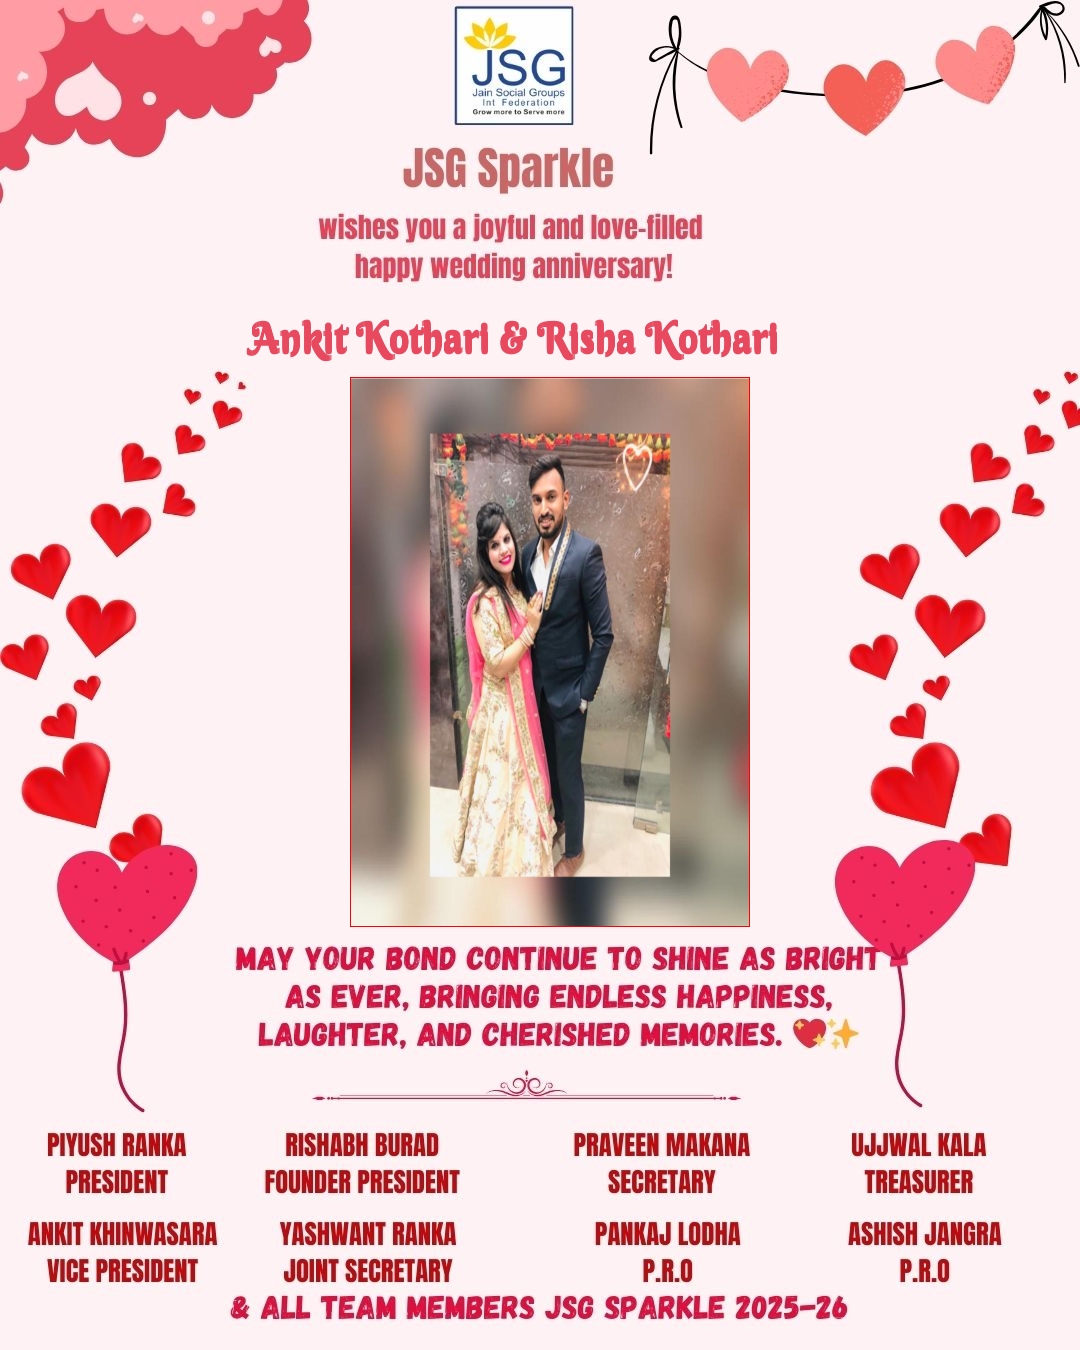 JSG
Jain Social Groups
Int Federation
Grow more to Serve more
JSG Sparkle
wishes you a joyful and love-filled
happy wedding anniversary!
Ankit Kothari & Risha Kothari
MAY YOUR BOND CONTINUE TO SHINE AS BRIGHT
AS EVER, BRINGING ENDLESS HAPPINESS,
LAUGHTER, AND CHERISHED MEMORIES. 💖✨
PIYUSH RANKA
PRESIDENT
RISHABH BURAD
FOUNDER PRESIDENT
PRAVEEN MAKANA
SECRETARY
UJJWAL KALA
TREASURER
ANKIT KHINWASARA
VICE PRESIDENT
YASHWANT RANKA
JOINT SECRETARY
PANKAJ LODHA
P.R.O
ASHISH JANGRA
P.R.O
& ALL TEAM MEMBERS JSG SPARKLE 2025-26